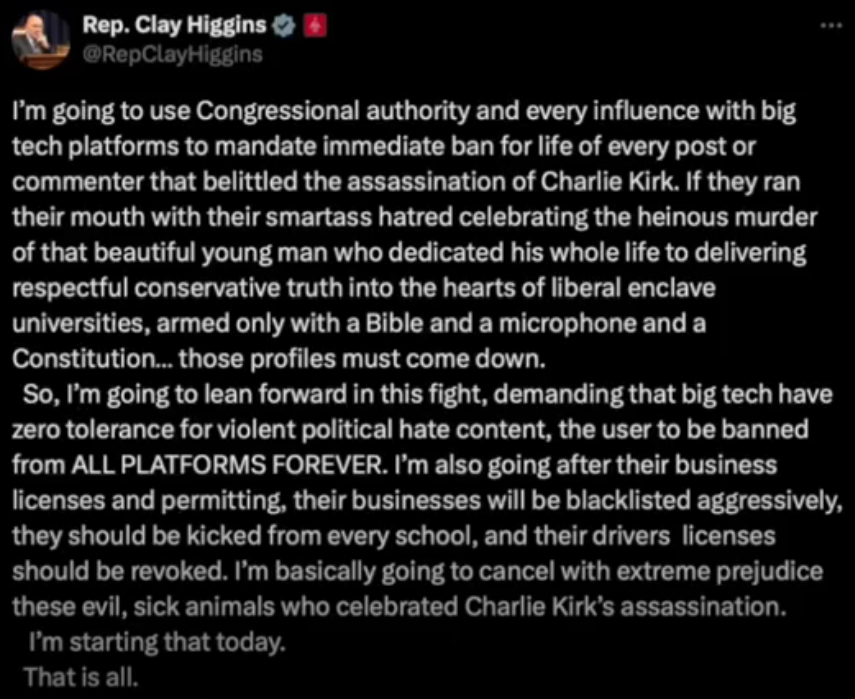 Rep. Clay Higgins
@RepClayHiggins
I'm going to use Congressional authority and every influence with big
tech platforms to mandate immediate ban for life of every post or
commenter that belittled the assassination of Charlie Kirk. If they ran
their mouth with their smartass hatred celebrating the heinous murder
of that beautiful young man who dedicated his whole life to delivering
respectful conservative truth into the hearts of liberal enclave
universities, armed only with a Bible and a microphone and a
Constitution... those profiles must come down.
So, I'm going to lean forward in this fight, demanding that big tech have
zero tolerance for violent political hate content, the user to be banned
from ALL PLATFORMS FOREVER. I'm also going after their business
licenses and permitting, their businesses will be blacklisted aggressively,
they should be kicked from every school, and their drivers licenses
should be revoked. I'm basically going to cancel with extreme prejudice
these evil, sick animals who celebrated Charlie Kirk's assassination.
I'm starting that today.
That is all.